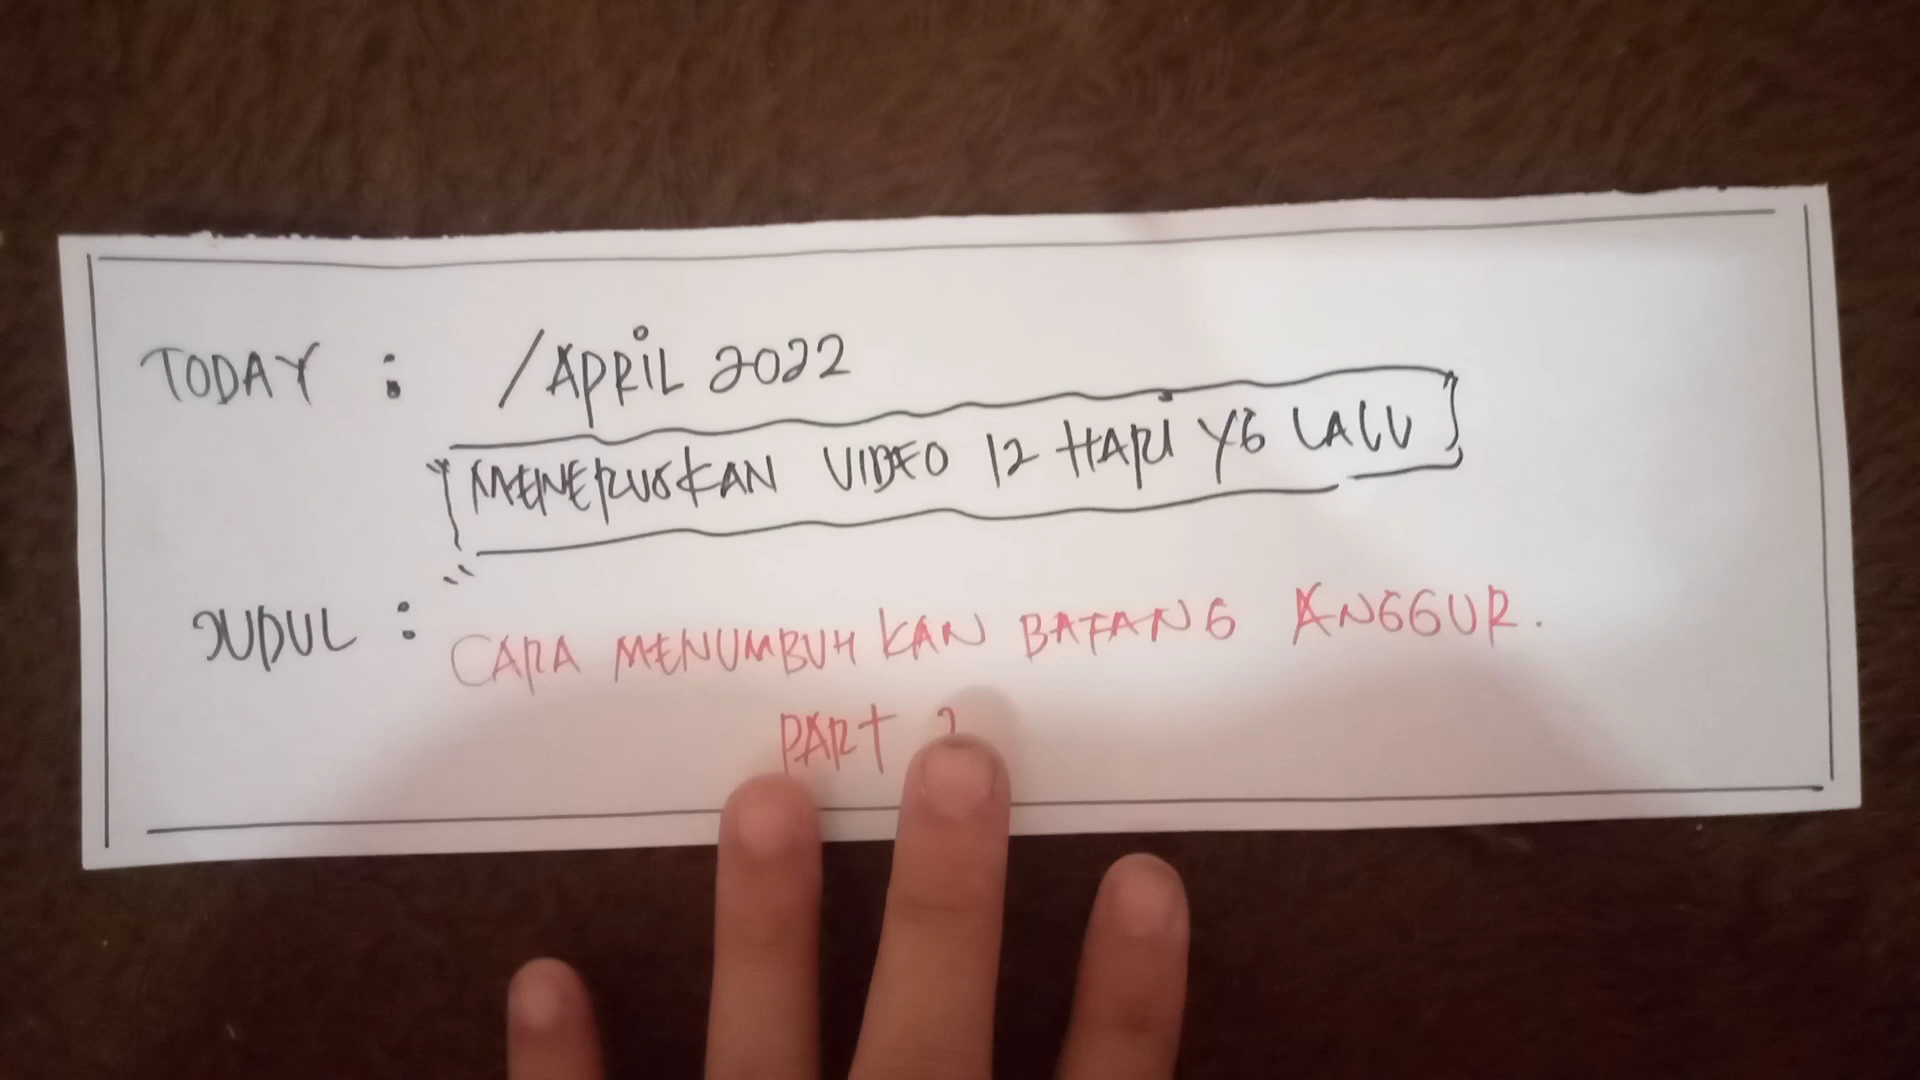 TODAY : /APRIL 2022
MENERUSKAN VIDEO 12 HARI YG LALU
JUDUL : CARA MENUMBUHKAN BATANG ANGGUR.
PART